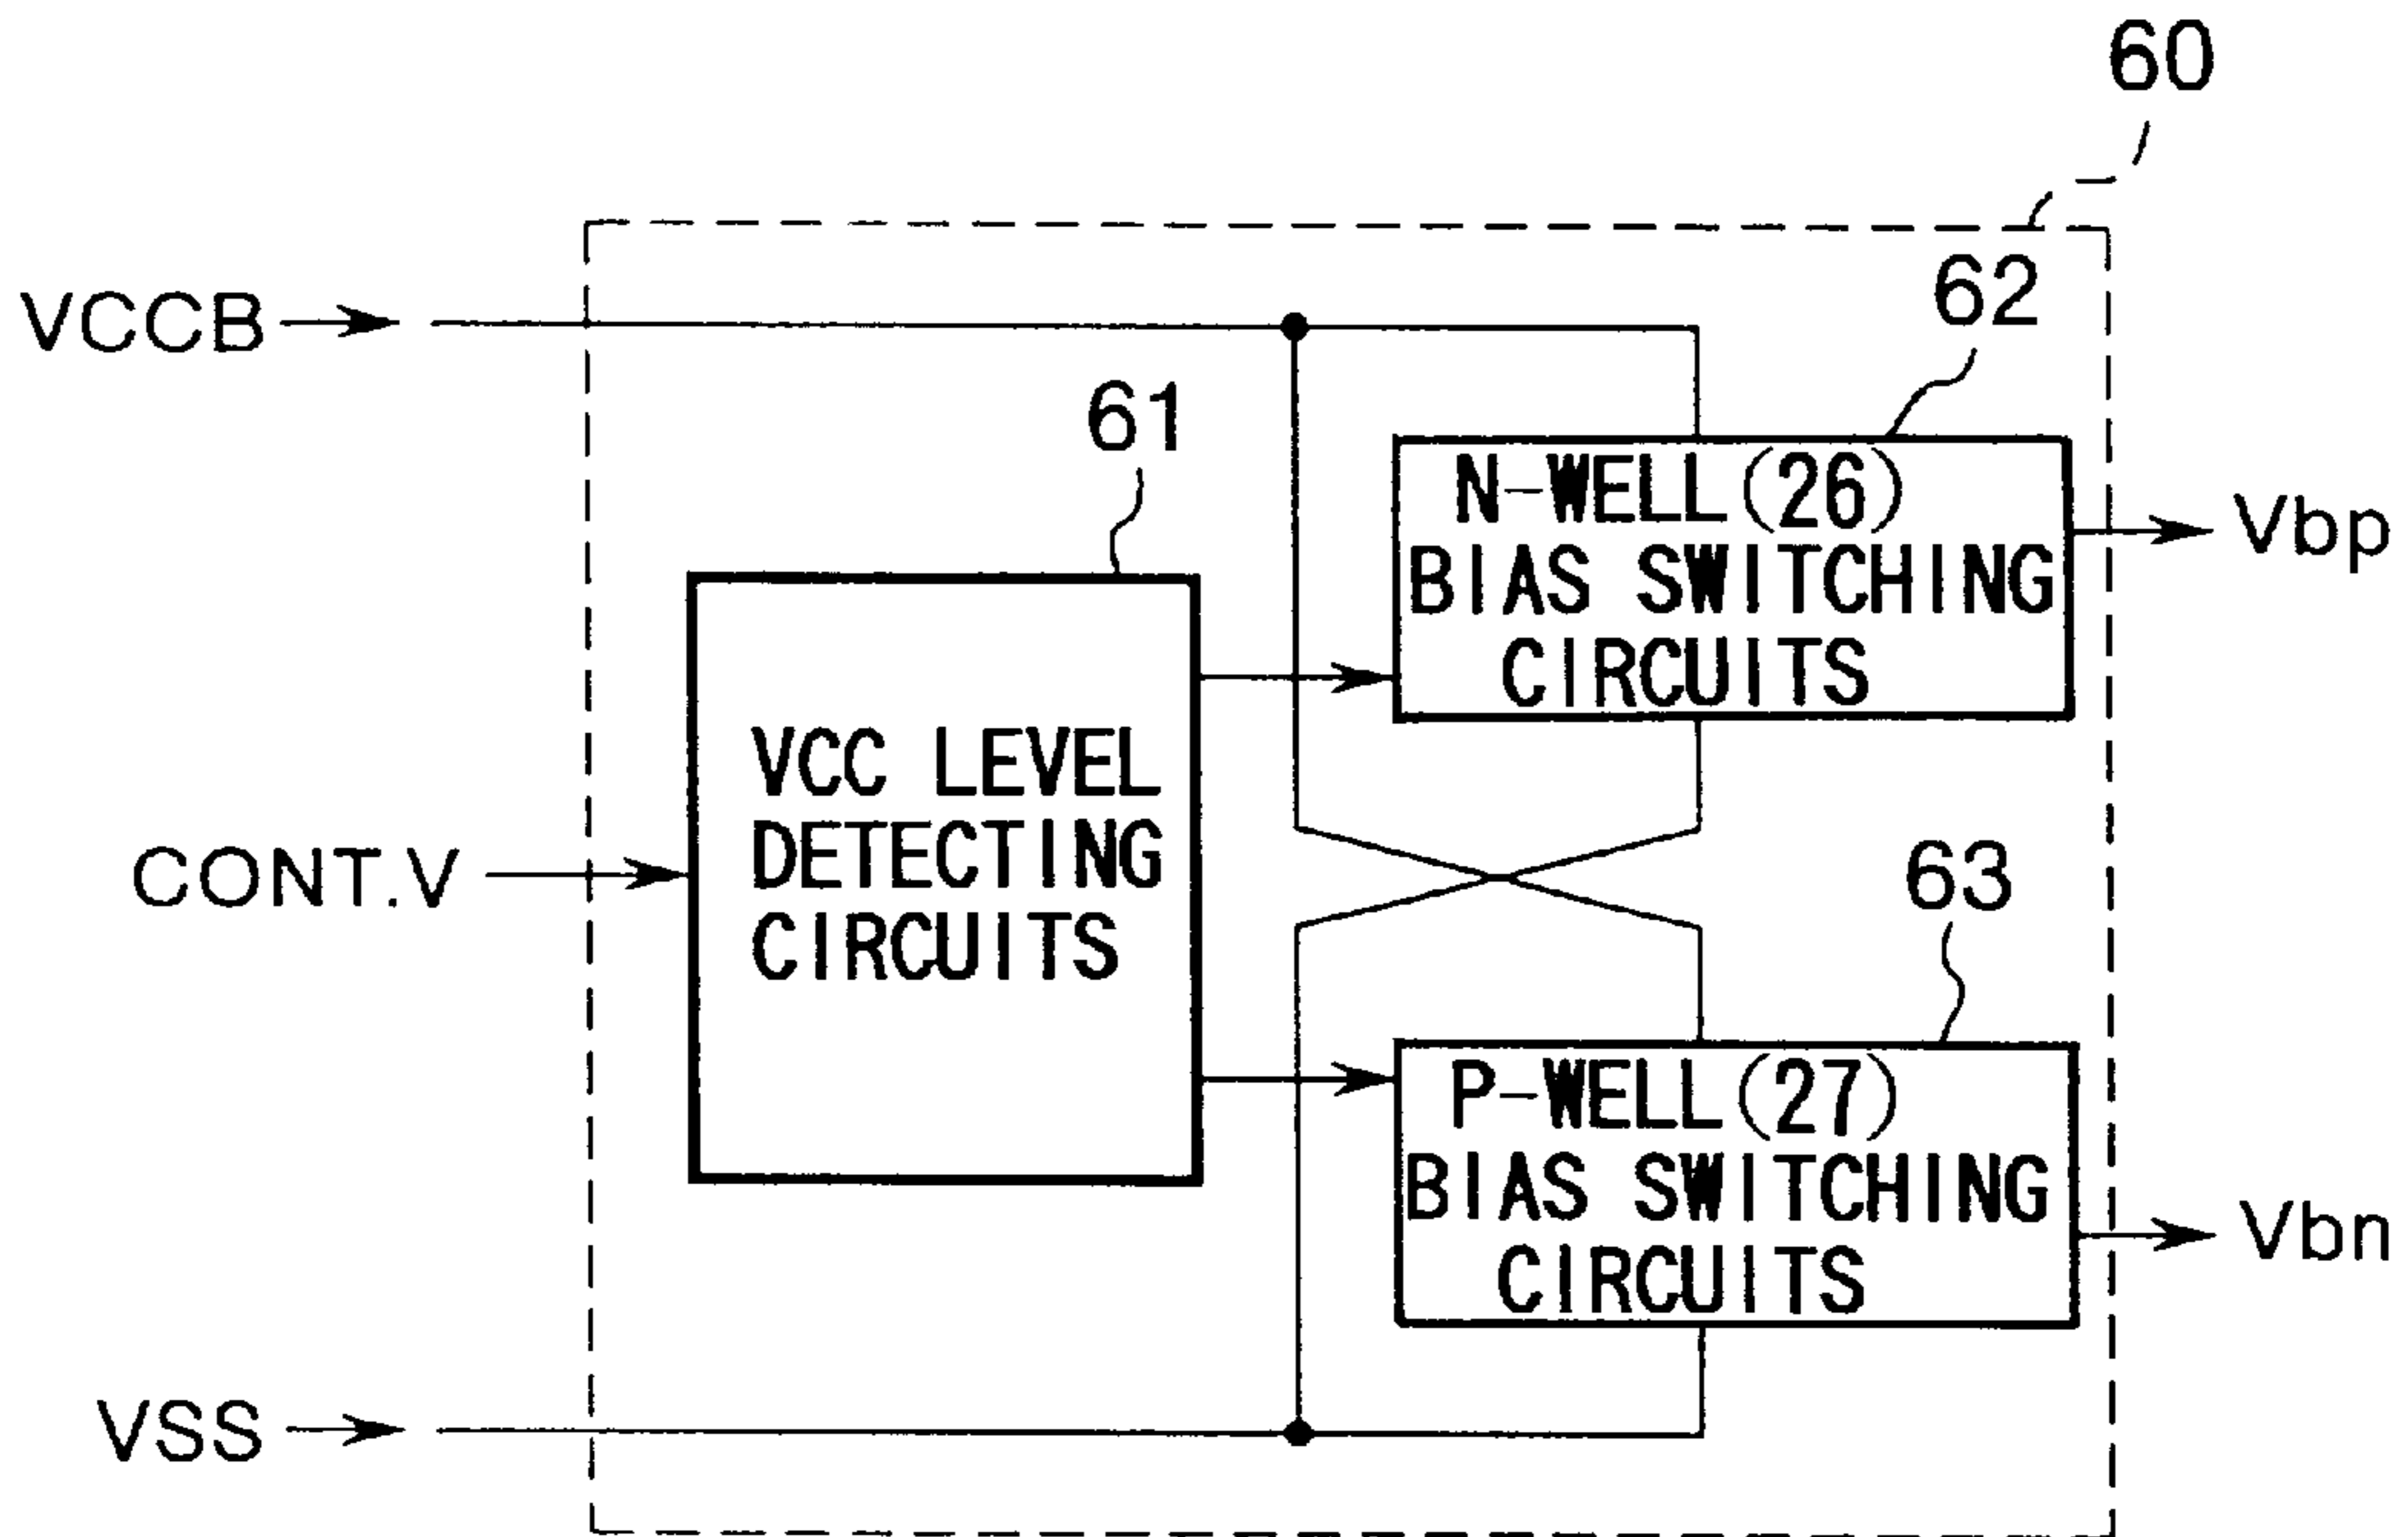 60
VCCB
62
61
N-WELL(26)
BIAS SWITCHING
CIRCUITS
Vbp
VCC LEVEL
DETECTING
CIRCUITS
CONT.V
63
P-WELL(27)
BIAS SWITCHING
CIRCUITS
Vbn
VSS